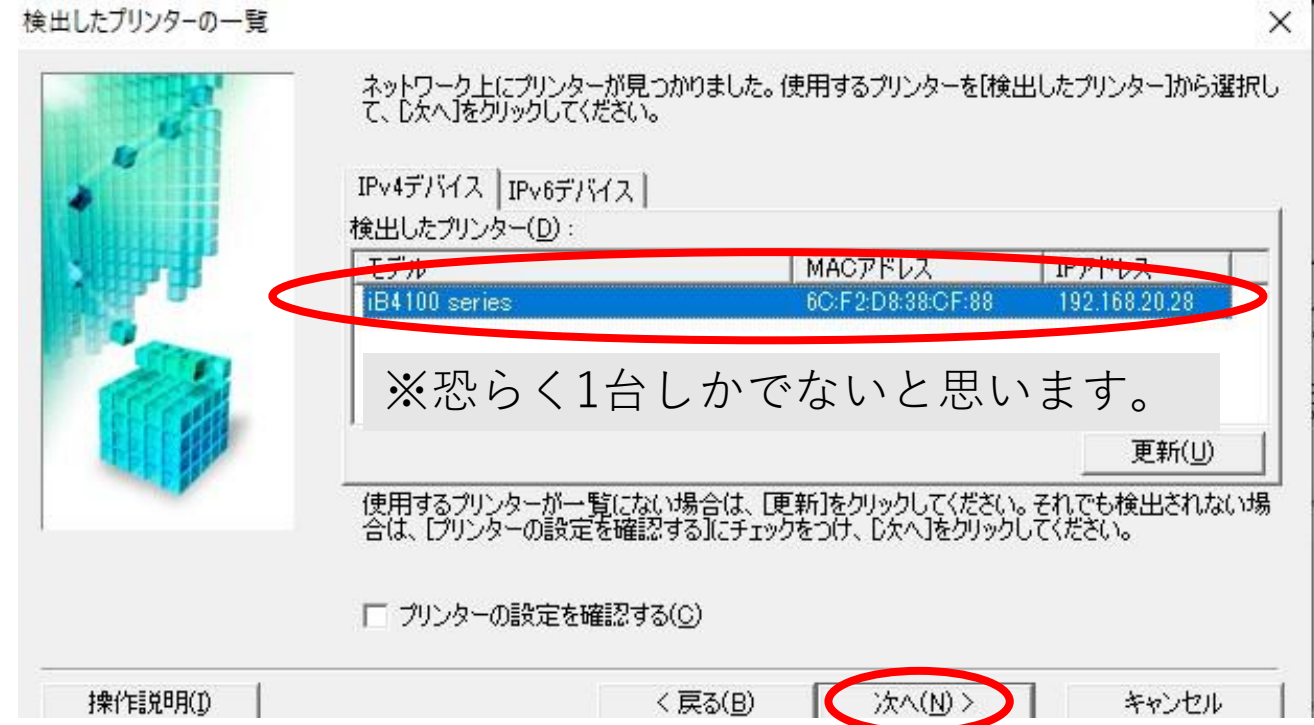 検出したプリンターの一覧
ネットワーク上にプリンターが見つかりました。使用するプリンターを[検出したプリンター]から選択し
て、[次へ]をクリックしてください。
IPv4デバイス IPv6デバイス
検出したプリンター(D):
モデル MACアドレス IPアドレス
iB4100 series 6C:F2:D8:38:CF:88 192.168.20.28
※恐らく1台しかでないと思います。
更新(U)
使用するプリンターが一覧にない場合は、[更新]をクリックしてください。それでも検出されない場
合は、[プリンターの設定を確認する]にチェックをつけ、[次へ]をクリックしてください。
プリンターの設定を確認する(C)
操作説明(I) < 戻る(B) 次へ(N) > キャンセル